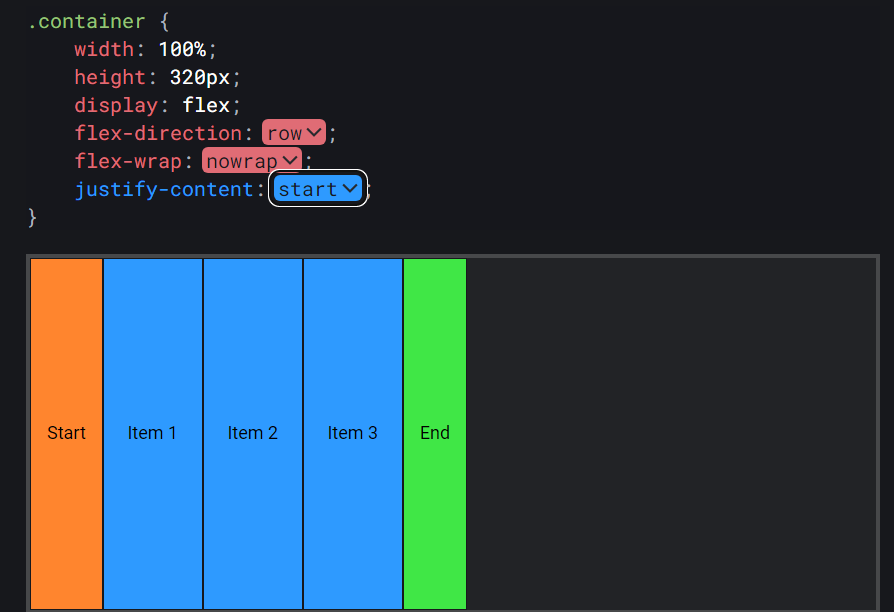 .container {
width: 100%;
height: 320px;
display: flex;
flex-direction: row;
flex-wrap: nowrap;
justify-content: start;
}
Start Item 1 Item 2 Item 3 End